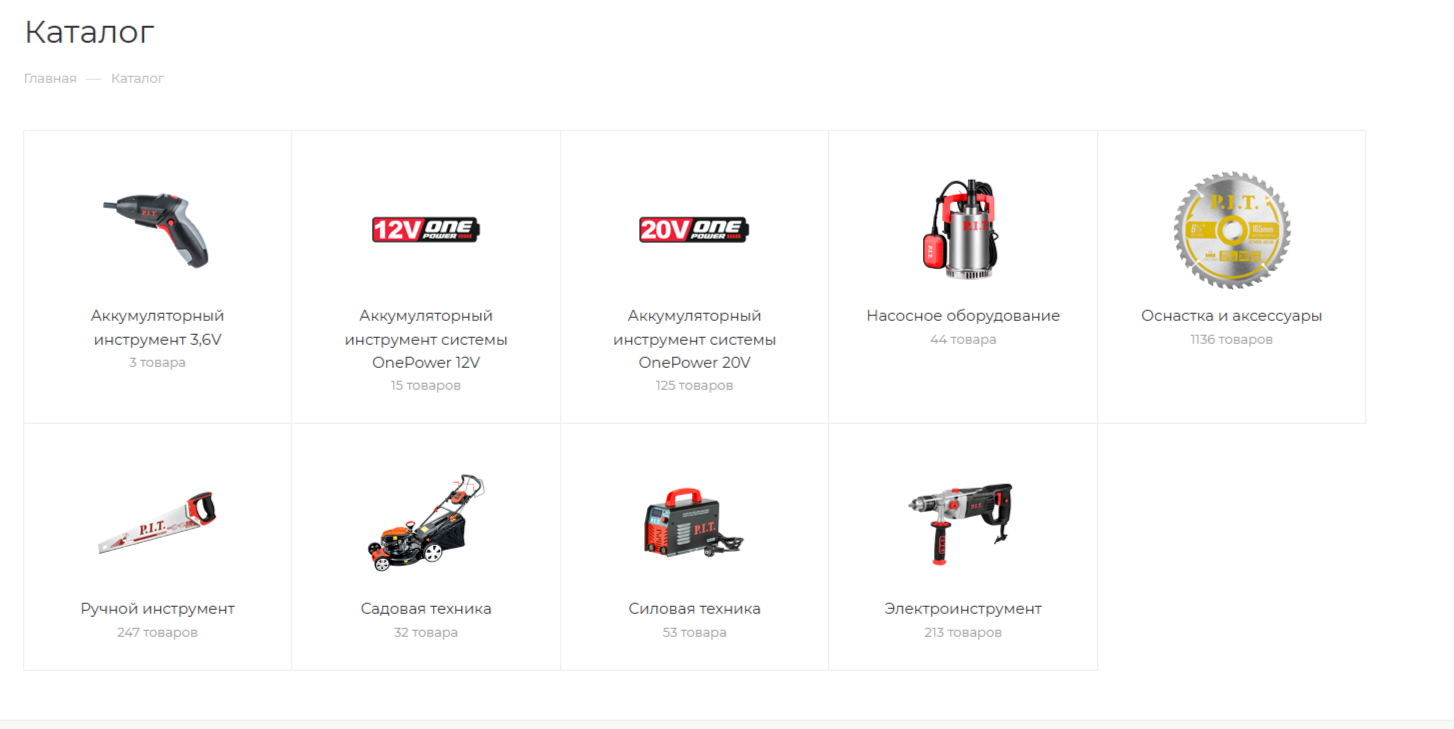 Каталог
Главная — Каталог
P.I.T.
12V ONE POWER
20V ONE POWER
P.I.T.
P.I.T.
165mm
Аккумуляторный
инструмент 3,6V
3 товара
Аккумуляторный
инструмент системы
OnePower 12V
15 товаров
Аккумуляторный
инструмент системы
OnePower 20V
125 товаров
Насосное оборудование
44 товара
Оснастка и аксессуары
1136 товаров
P.I.T.
P.I.T.
P.I.T.
Ручной инструмент
247 товаров
Садовая техника
32 товара
Силовая техника
53 товара
Электроинструмент
213 товаров